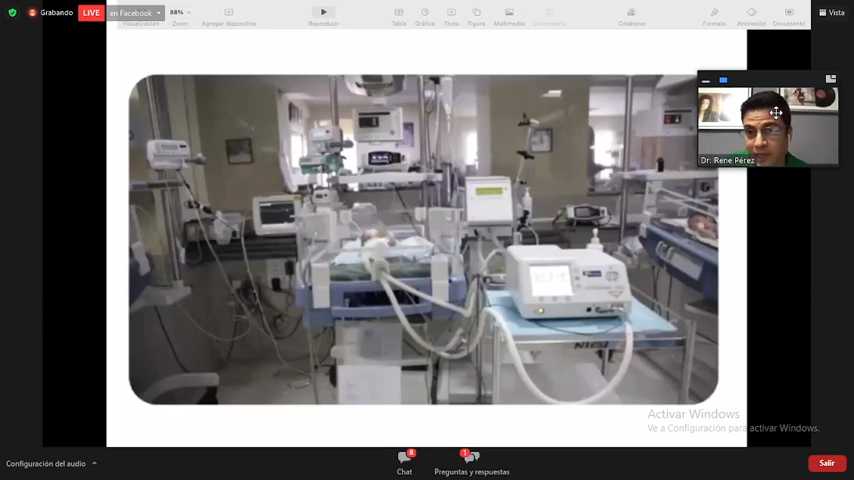 Grabando
LIVE
en Facebook
88%
Vista
Visualización
Zoom
Agregar diapositiva
Reproducir
Tabla
Gráfica
Texto
Figura
Multimedia
Comentario
Colaborar
Formato
Animación
Documento
Dr. Rene Pérez
Activar Windows
Ve a Configuración para activar Windows.
Configuración del audio
8
Chat
1
Preguntas y respuestas
Salir